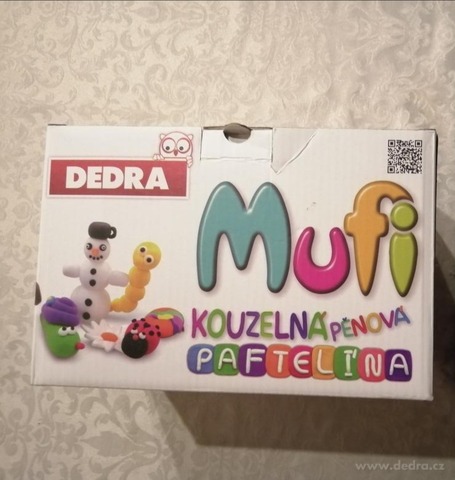 DEDRA
Mufi
KOUZELNÁ PĚNOVÁ
PAFTELÍNA
www.dedra.cz